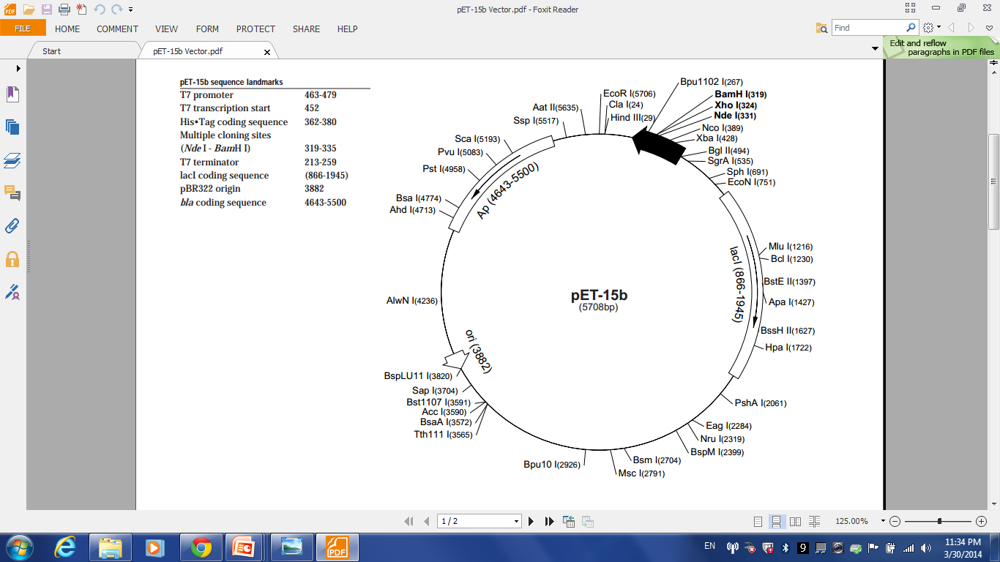 pET-15b Vector.pdf - Foxit Reader
FILE HOME COMMENT VIEW FORM PROTECT SHARE HELP
Find
Start
pET-15b Vector.pdf
Edit and reflow
paragraphs in PDF files
pET-15b sequence landmarks
T7 promoter 463-479
T7 transcription start 452
His•Tag coding sequence 362-380
Multiple cloning sites
(Nde I - BamH I) 319-335
T7 terminator 213-259
lacI coding sequence (866-1945)
pBR322 origin 3882
bla coding sequence 4643-5500
EcoR I(5706)
Cla I(24)
Hind III(29)
Bpu1102 I(267)
BamH I(319)
Xho I(324)
Nde I(331)
Nco I(389)
Xba I(428)
Bgl II(494)
SgrA I(535)
Sph I(691)
EcoN I(751)
Mlu I(1216)
Bcl I(1230)
BstE II(1397)
Apa I(1427)
BssH II(1627)
Hpa I(1722)
PshA I(2061)
Eag I(2284)
Nru I(2319)
BspM I(2399)
Bsm I(2704)
Msc I(2791)
Bpu10 I(2926)
Tth111 I(3565)
BsaA I(3572)
Acc I(3590)
Bst1107 I(3591)
Sap I(3704)
BspLU11 I(3820)
AlwN I(4236)
Ahd I(4713)
Bsa I(4774)
Pst I(4958)
Pvu I(5083)
Sca I(5193)
Ssp I(5517)
Aat II(5635)
Ap (4643-5500)
lacI (866-1945)
ori (3882)
pET-15b
(5708bp)
1 / 2
125.00%
PDF
EN
9
11:34 PM
3/30/2014